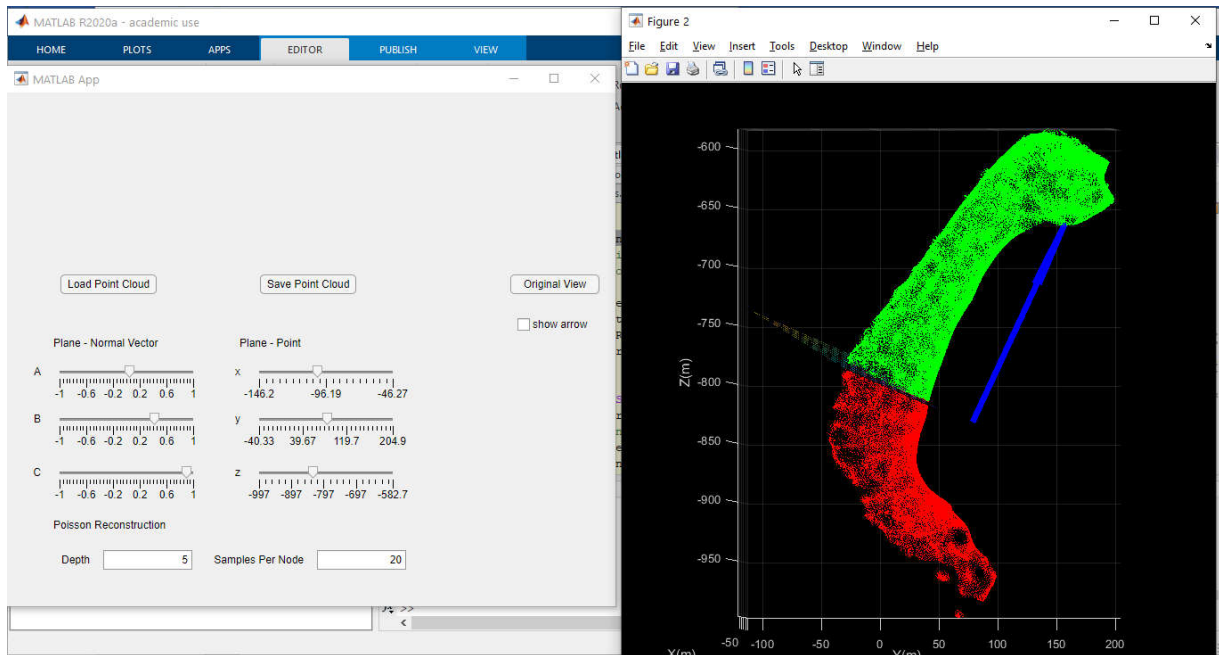 MATLAB R2020a - academic use
HOME PLOTS APPS EDITOR PUBLISH VIEW
MATLAB App
Load Point Cloud Save Point Cloud Original View
show arrow
Plane - Normal Vector Plane - Point
A x
-1 -0.6 -0.2 0.2 0.6 1 -146.2 -96.19 -46.27
B y
-1 -0.6 -0.2 0.2 0.6 1 -40.33 39.67 119.7 204.9
C z
-1 -0.6 -0.2 0.2 0.6 1 -997 -897 -797 -697 -582.7
Poisson Reconstruction
Depth 5 Samples Per Node 20
>>
Figure 2
File Edit View Insert Tools Desktop Window Help
-600
-650
-700
-750
Z(m)
-800
-850
-900
-950
-50 -100 -50 0 50 100 150 200
X(m) Y(m)